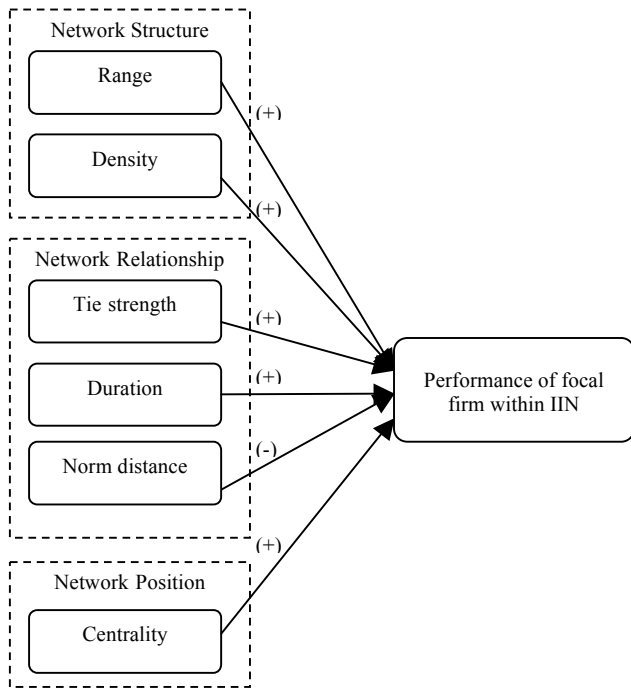 Network Structure
Range
(+)
Density
(+)
Network Relationship
Tie strength
(+)
Duration
(+)
Norm distance
(-)
Performance of focal
firm within IIN
(+)
Network Position
Centrality